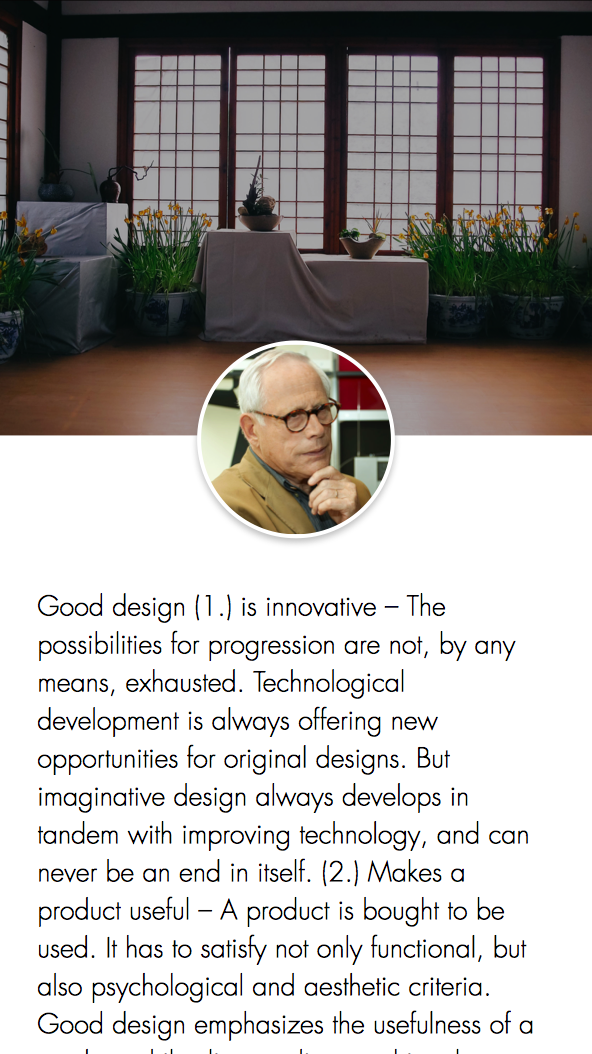 Good design (1.) is innovative – The
possibilities for progression are not, by any
means, exhausted. Technological
development is always offering new
opportunities for original designs. But
imaginative design always develops in
tandem with improving technology, and can
never be an end in itself. (2.) Makes a
product useful – A product is bought to be
used. It has to satisfy not only functional, but
also psychological and aesthetic criteria.
Good design emphasizes the usefulness of a